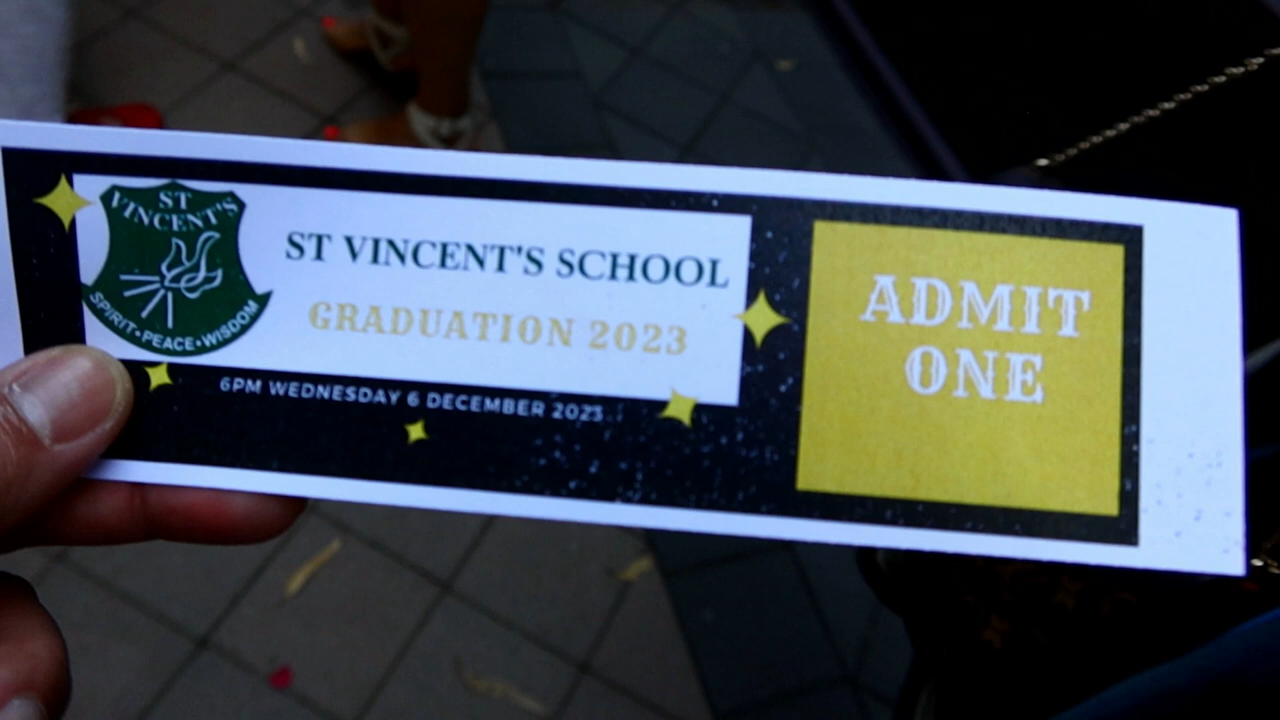 ST
VINCENT'S
SPIRIT • PEACE • WISDOM
ST VINCENT'S SCHOOL
GRADUATION 2023
6PM WEDNESDAY 6 DECEMBER 2023
ADMIT
ONE